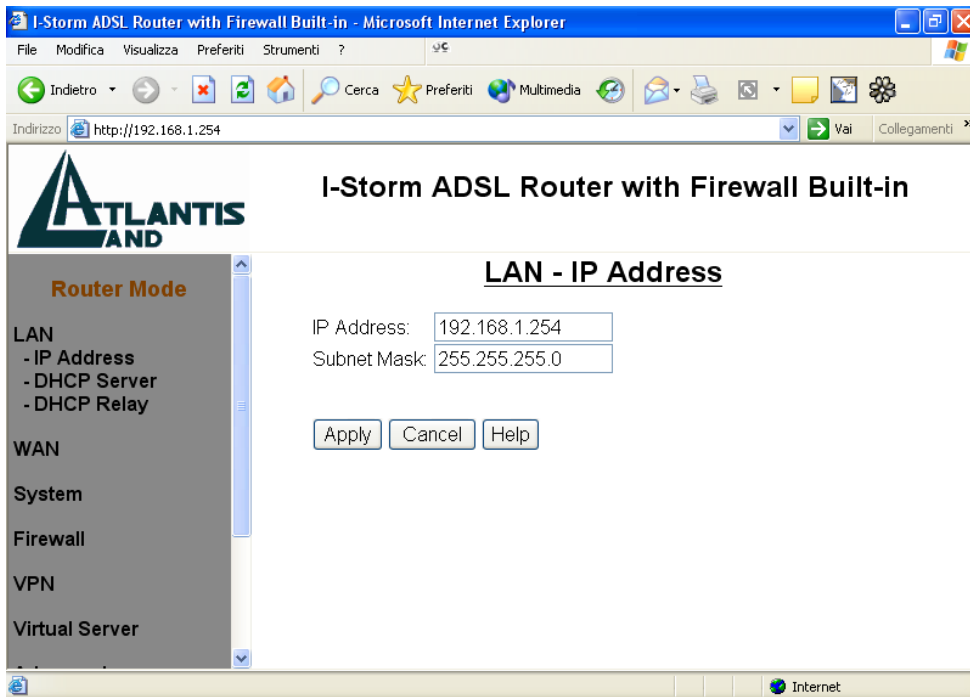 I-Storm ADSL Router with Firewall Built-in - Microsoft Internet Explorer
File Modifica Visualizza Preferiti Strumenti ?
Indietro Cerca Preferiti Multimedia
Indirizzo http://192.168.1.254 Vai Collegamenti »
ATLANTIS
LAND
I-Storm ADSL Router with Firewall Built-in
Router Mode
LAN
- IP Address
- DHCP Server
- DHCP Relay
WAN
System
Firewall
VPN
Virtual Server
LAN - IP Address
IP Address: 192.168.1.254
Subnet Mask: 255.255.255.0
Apply Cancel Help
Internet